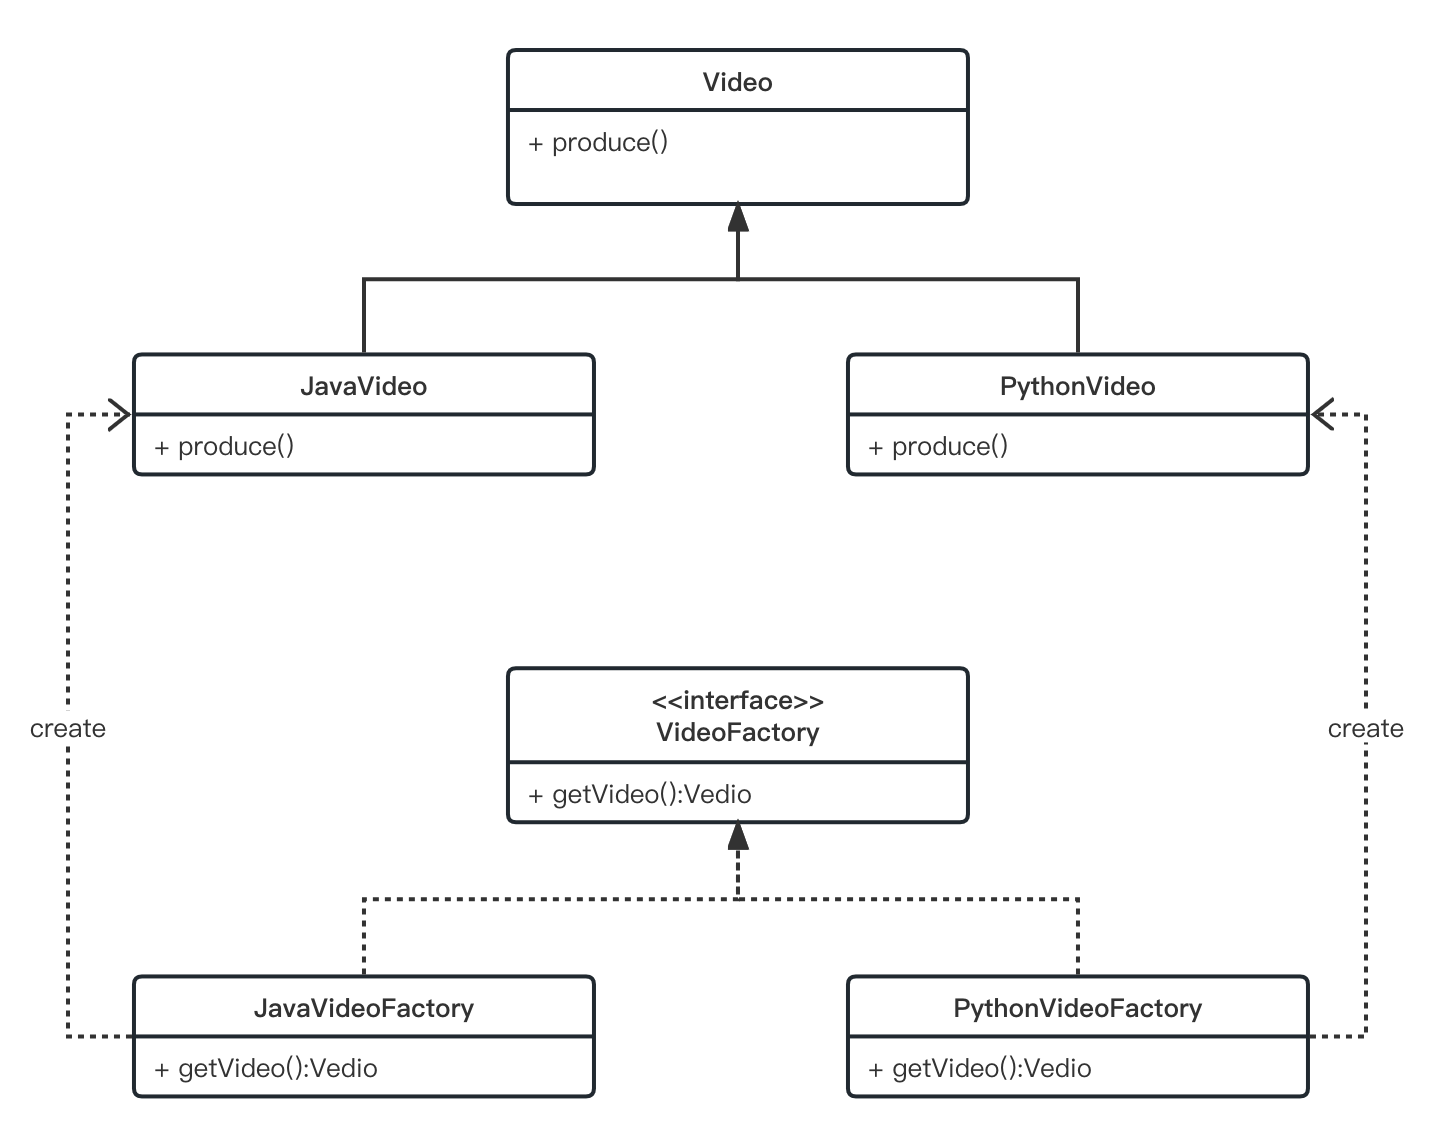 Video
+ produce()
JavaVideo
+ produce()
PythonVideo
+ produce()
create
<<interface>>
VideoFactory
+ getVideo():Vedio
create
JavaVideoFactory
+ getVideo():Vedio
PythonVideoFactory
+ getVideo():Vedio